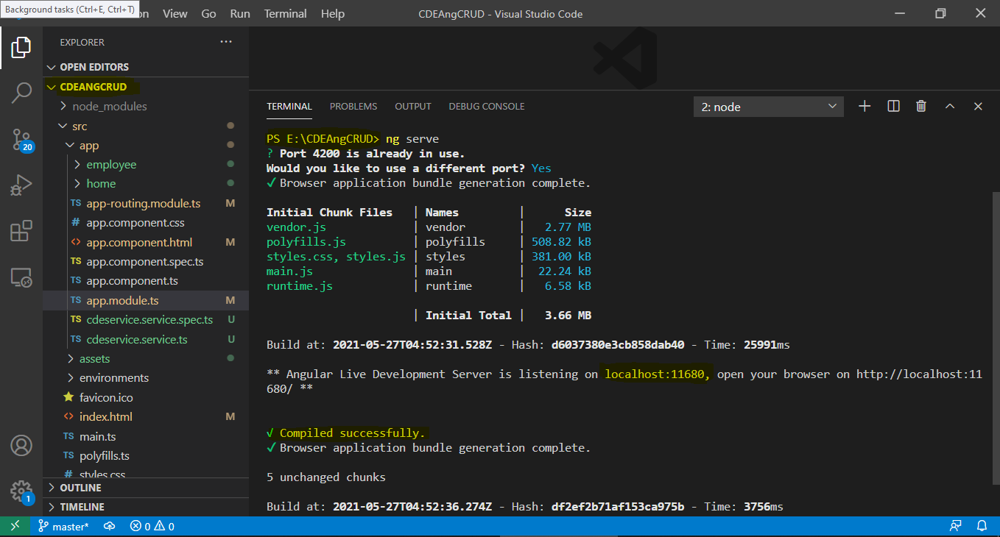 Background tasks (Ctrl+E, Ctrl+T)
on View Go Run Terminal Help
CDEAngCRUD - Visual Studio Code
EXPLORER
OPEN EDITORS
CDEANGCRUD
node_modules
src
app
employee
home
TS app-routing.module.ts M
# app.component.css
<> app.component.html M
TS app.component.spec.ts
TS app.component.ts
TS app.module.ts M
TS cdeservice.service.spec.ts U
TS cdeservice.service.ts U
assets
environments
favicon.ico
<> index.html M
TS main.ts
TS polyfills.ts
# styles.css
OUTLINE
TIMELINE
20
1
TERMINAL PROBLEMS OUTPUT DEBUG CONSOLE
2: node
PS E:\CDEAngCRUD> ng serve
? Port 4200 is already in use.
Would you like to use a different port? Yes
✓ Browser application bundle generation complete.
Initial Chunk Files | Names | Size
vendor.js | vendor | 2.77 MB
polyfills.js | polyfills | 508.82 kB
styles.css, styles.js | styles | 381.00 kB
main.js | main | 22.24 kB
runtime.js | runtime | 6.58 kB
| Initial Total | 3.66 MB
Build at: 2021-05-27T04:52:31.528Z - Hash: d6037380e3cb858dab40 - Time: 25991ms
** Angular Live Development Server is listening on localhost:11680, open your browser on http://localhost:11
680/ **
√ Compiled successfully.
✓ Browser application bundle generation complete.
5 unchanged chunks
Build at: 2021-05-27T04:52:36.274Z - Hash: df2ef2b71af153ca975b - Time: 3756ms
master* 0 0